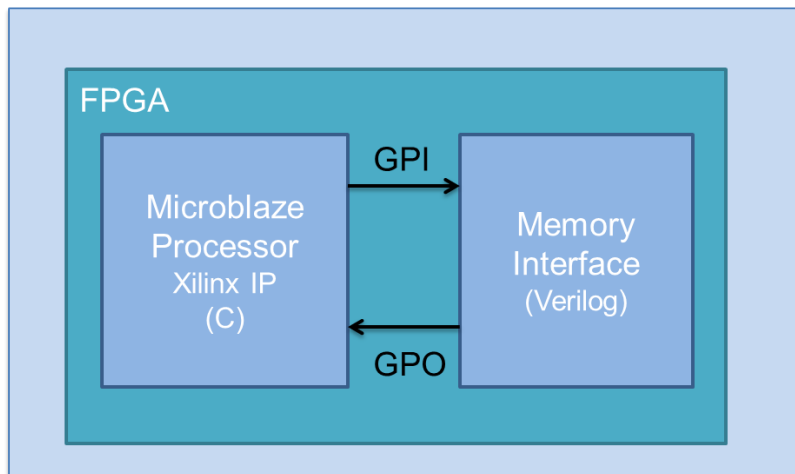 FPGA
GPI
Microblaze
Processor
Xilinx IP
(C)
Memory
Interface
(Verilog)
GPO